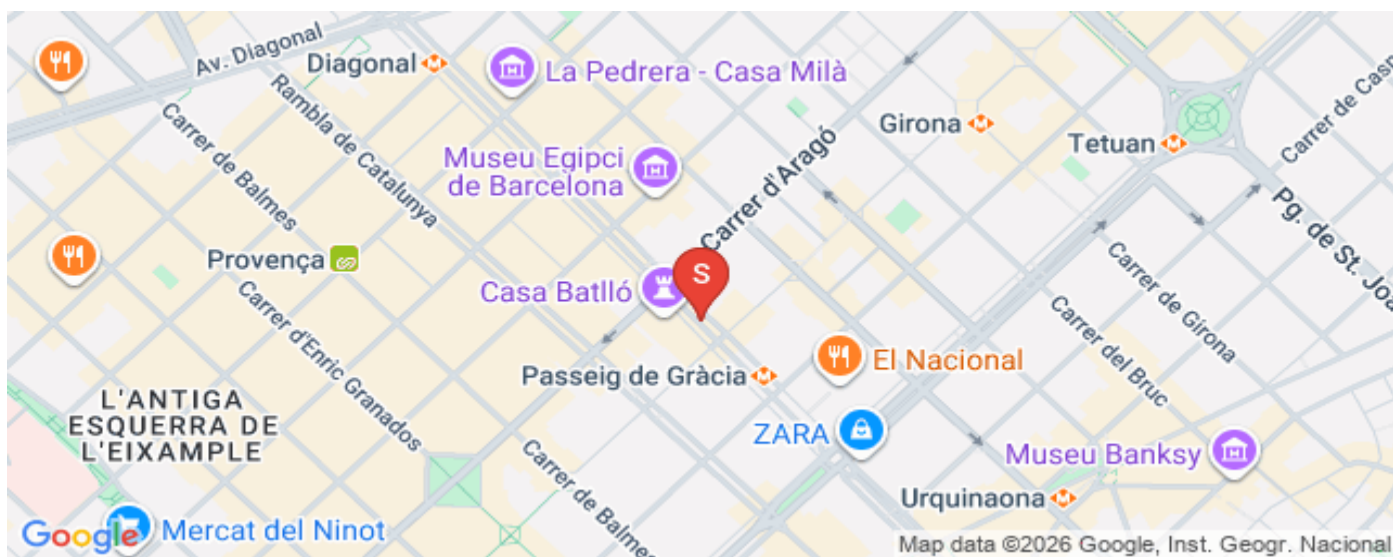 Av. Diagonal
Diagonal
La Pedrera - Casa Milà
Carrer de Balmes
Rambla de Catalunya
Museu Egipci
de Barcelona
Carrer d'Aragó
Girona
Tetuan
Carrer de Casp
Pg. de St. Joa
Provença
Casa Batlló
S
Carrer de Girona
Carrer del Bruc
Carrer d'Enric Granados
Passeig de Gràcia
El Nacional
L'ANTIGA
ESQUERRA DE
L'EIXAMPLE
ZARA
Carrer de Balmes
Museu Banksy
Urquinaona
Google
Mercat del Ninot
Map data ©2026 Google, Inst. Geogr. Nacional